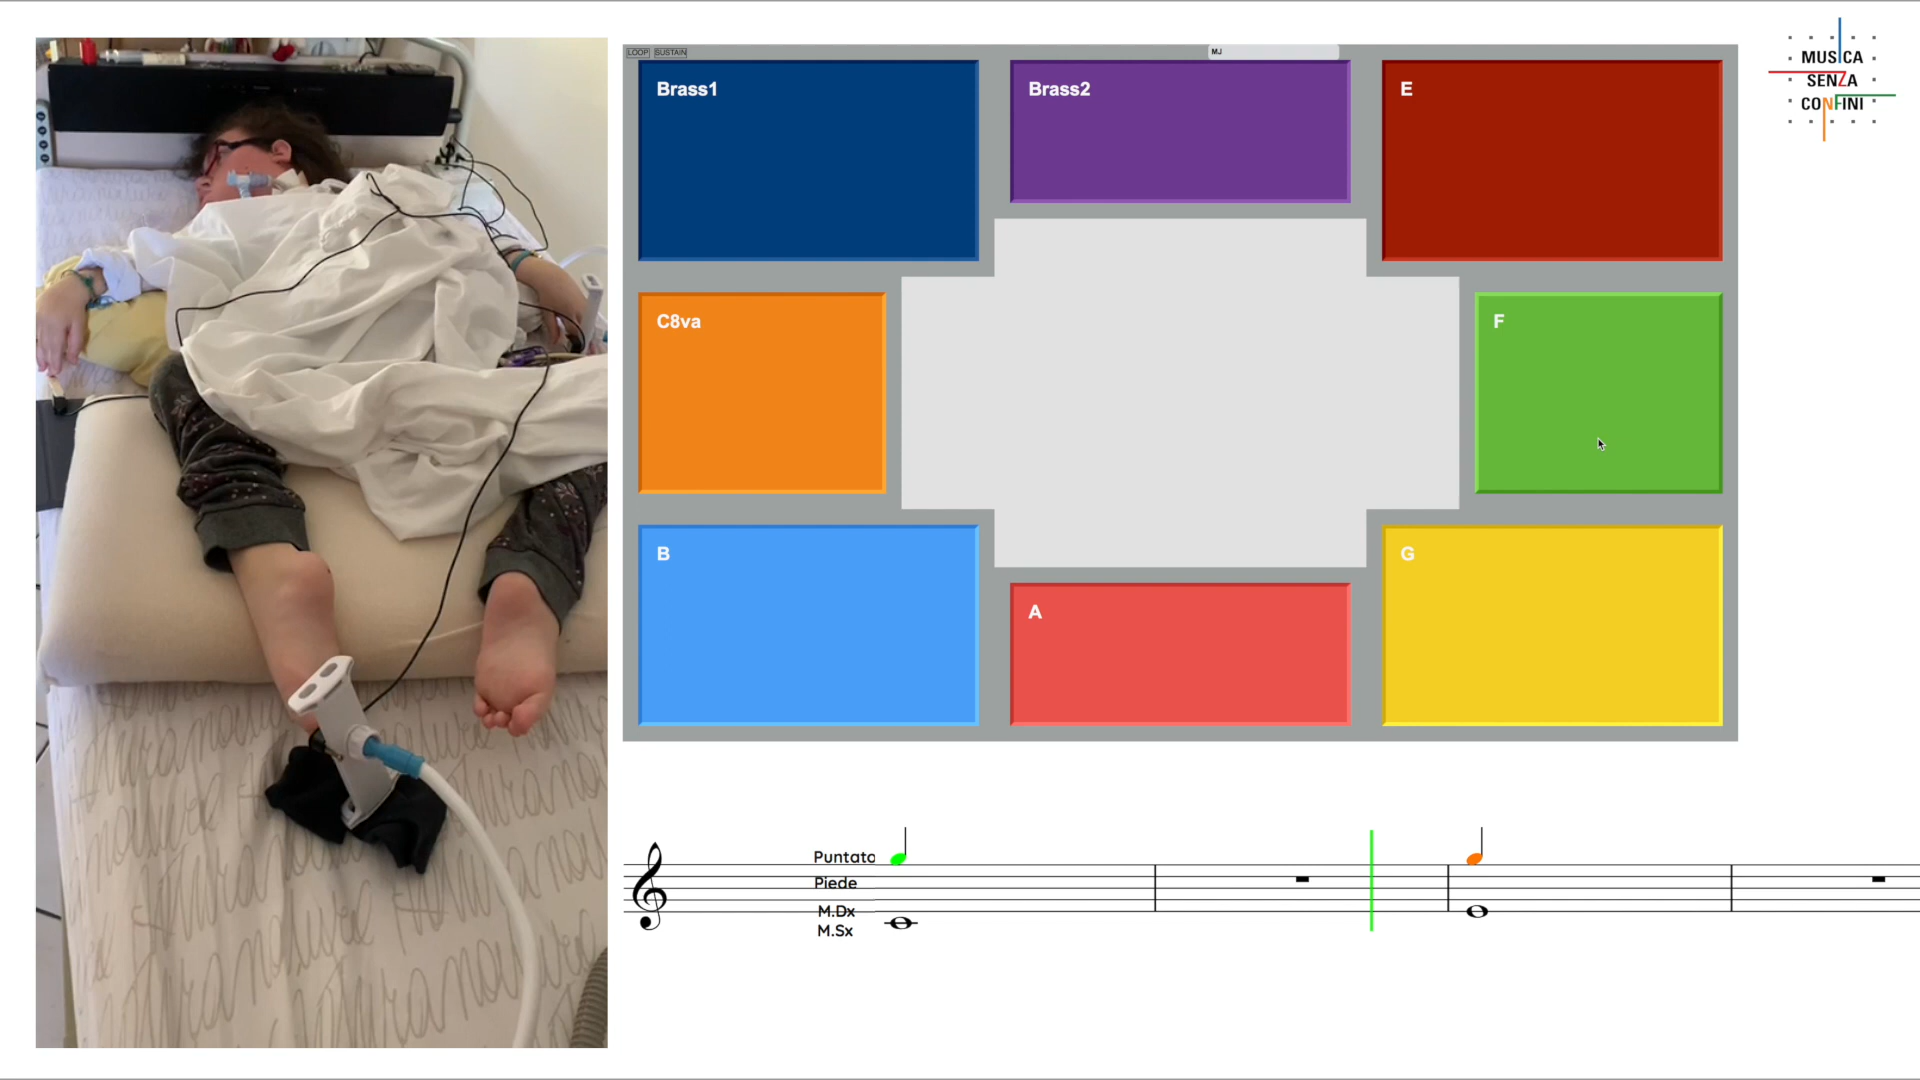 LOOP SUSTAIN
MJ
Brass1
Brass2
E
C8va
F
B
A
G
MUSICA
SENZA
CONFINI
Puntato
Piede
M.Dx
M.Sx